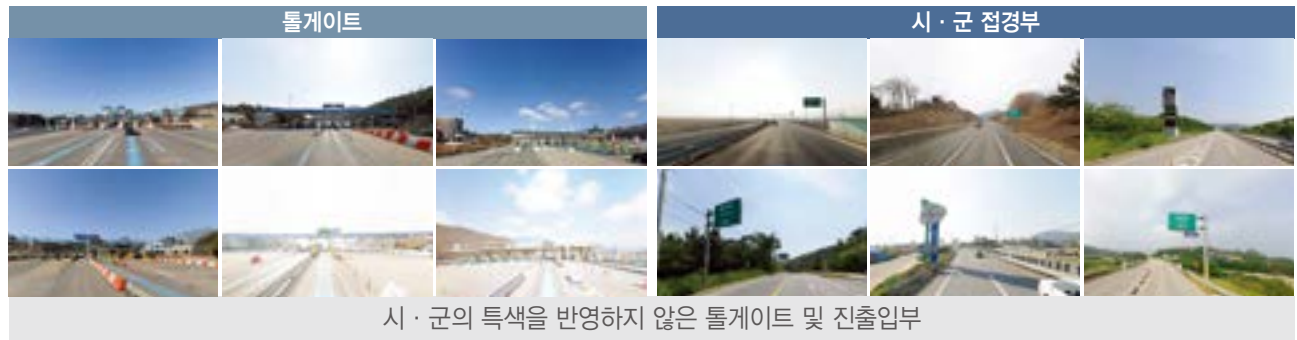 톨게이트
시 · 군 접경부
시 · 군의 특색을 반영하지 않은 톨게이트 및 진출입부